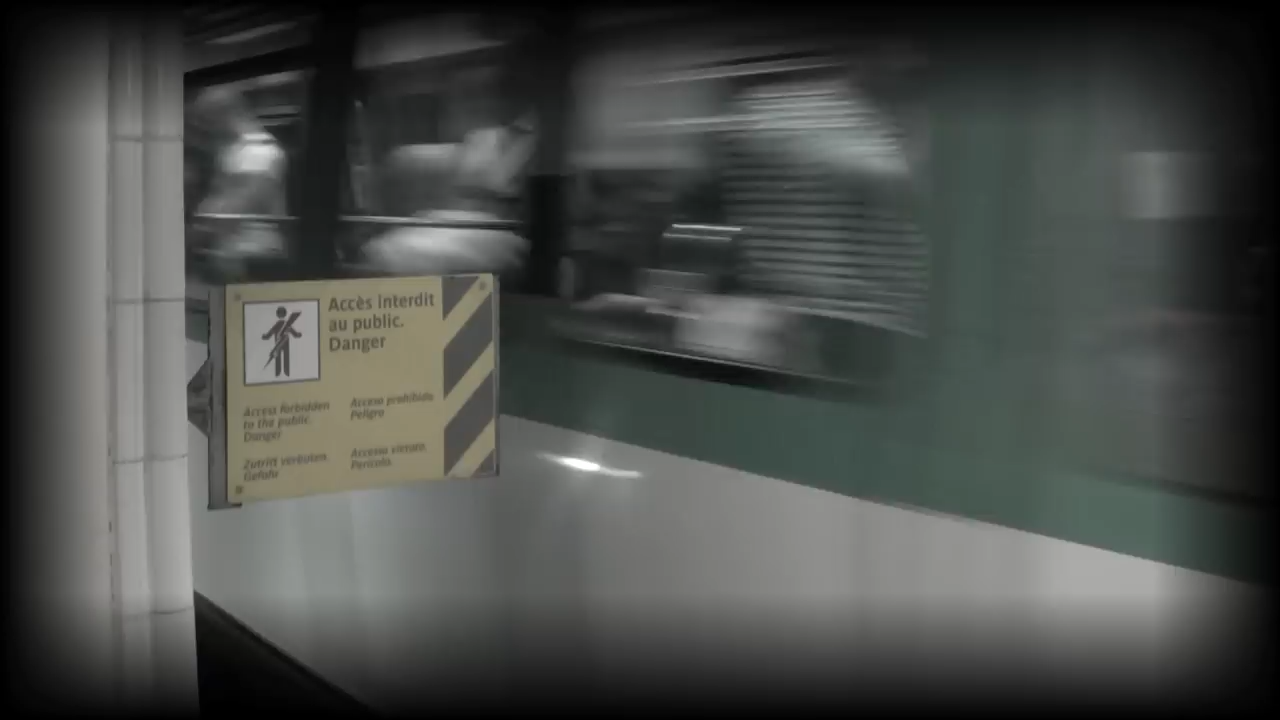 Accès interdit
au public.
Danger
Access forbidden
to the public.
Danger
Acceso prohibido
Peligro
Zutritt verboten.
Gefahr
Accesso vietato
Pericolo